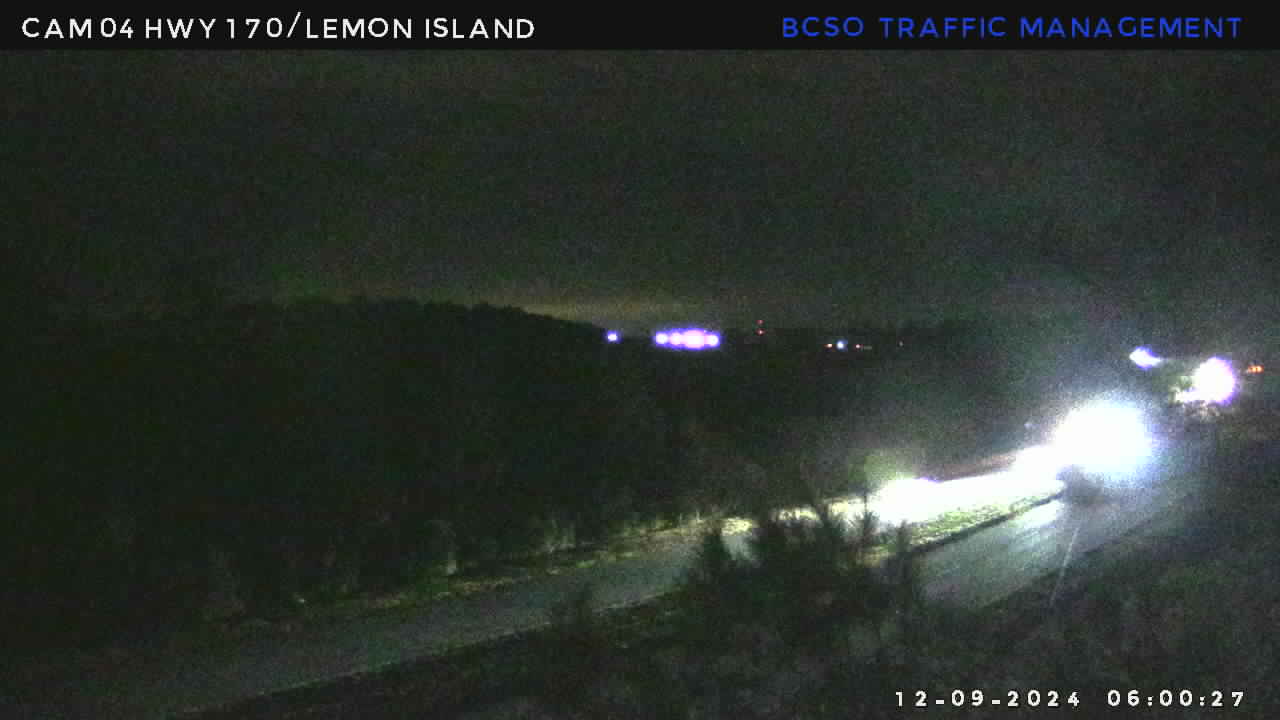 CAM04 HWY 170/LEMON ISLAND
BCSO TRAFFIC MANAGEMENT
12-09-2024 06:00:27